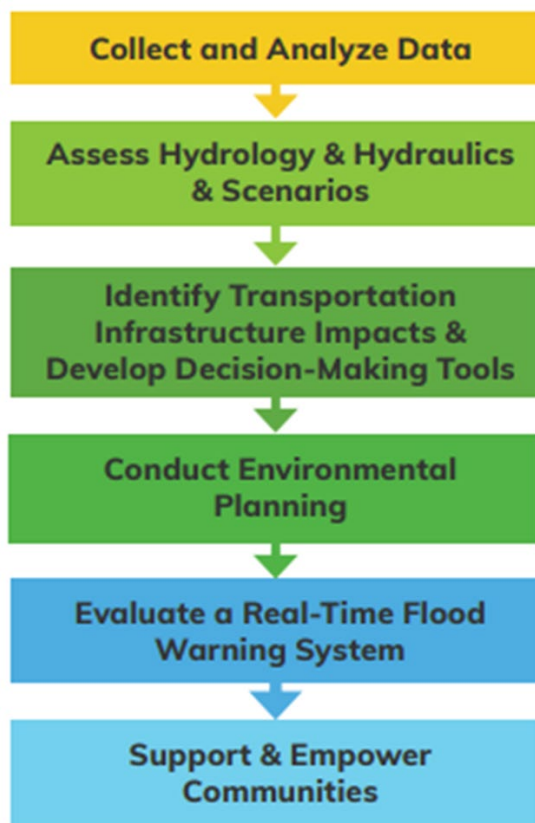 Collect and Analyze Data
Assess Hydrology & Hydraulics
& Scenarios
Identify Transportation
Infrastructure Impacts &
Develop Decision-Making Tools
Conduct Environmental
Planning
Evaluate a Real-Time Flood
Warning System
Support & Empower
Communities